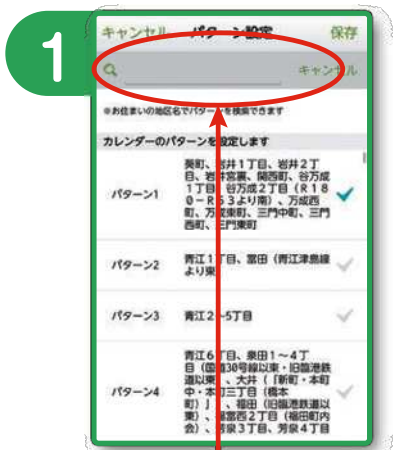 1
キャンセル パターン設定 保存
キャンセル
※お住まいの地区名でパターンを検索できます
カレンダーのパターンを設定します
パターン1
葵町、岩井1丁目、岩井2丁
目、岩井宮裏、関西町、谷万成
1丁目、谷万成2丁目（R18
0－R53より南）、万成西
町、万成東町、三門中町、三門
西町、三門東町
パターン2
青江1丁目、富田（青江津島線
より東）
パターン3
青江2～5丁目
パターン4
青江6丁目、泉田1～4丁
目（国道30号線以東・旧臨港鉄
道以東）、大井（「新町・本町
中・本町三丁目（橋本
町）」）、福田（旧臨港鉄道以
東）、福富西2丁目（福田町内
会）、芳泉3丁目、芳泉4丁目